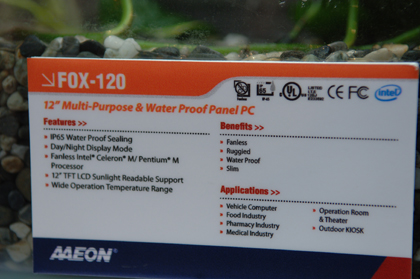 FOX-120
12" Multi-Purpose & Water Proof Panel PC
Features >>
IP65 Water Proof Sealing
Day/Night Display Mode
Fanless Intel® Celeron® M/ Pentium® M
Processor
12" TFT LCD Sunlight Readable Support
Wide Operation Temperature Range
Benefits >>
Fanless
Rugged
Water Proof
Slim
Applications >>
Vehicle Computer
Food Industry
Pharmacy Industry
Medical Industry
Operation Room
& Theater
Outdoor KIOSK
AAEON
UL
CE FC
intel